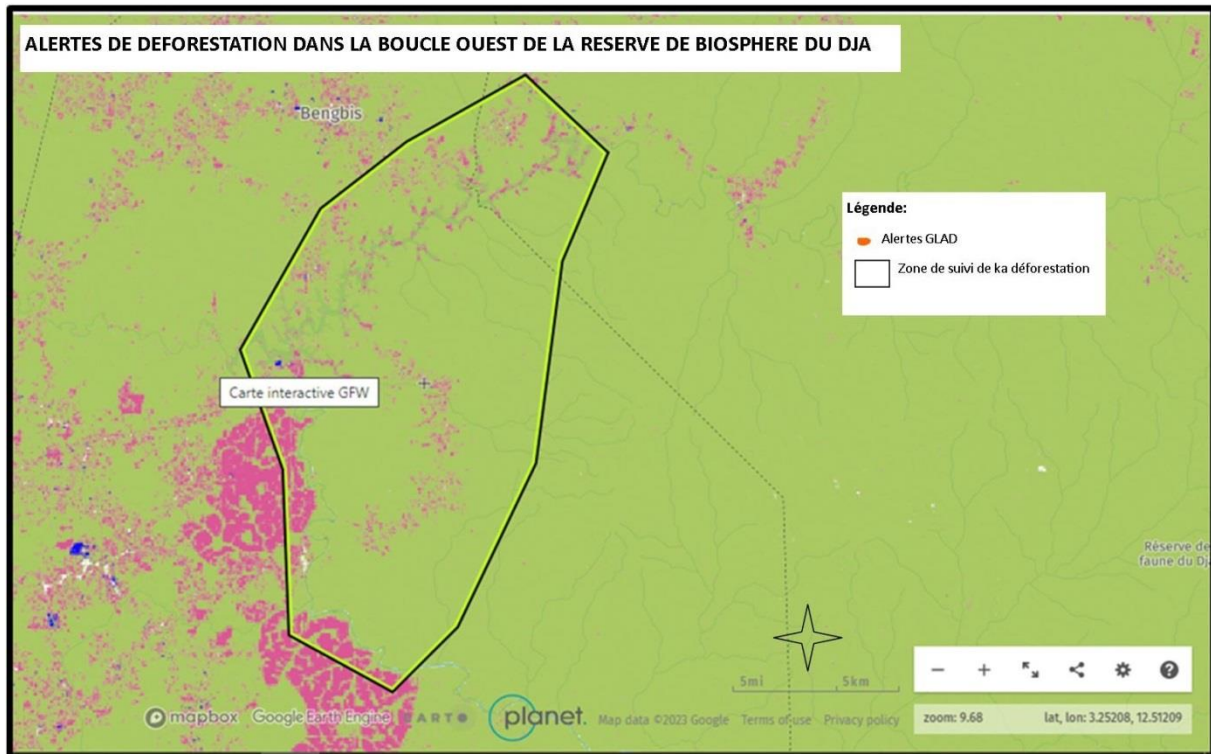 ALERTES DE DEFORESTATION DANS LA BOUCLE OUEST DE LA RESERVE DE BIOSPHERE DU DJA
Bengbis
Légende:
Alertes GLAD
Zone de suivi de ka déforestation
Carte interactive GFW
Réserve de
faune du Dja
5mi 5km
mapbox Google Earth Engine CARTO planet. Map data ©2023 Google Terms of use Privacy policy
zoom: 9.68 lat, lon: 3.25208, 12.51209